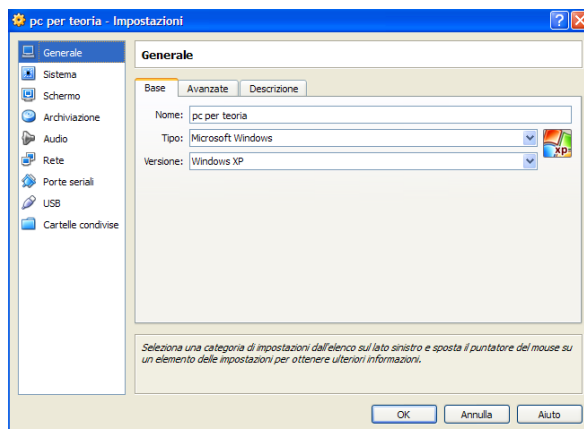 pc per teoria - Impostazioni
Generale
Sistema
Schermo
Archiviazione
Audio
Rete
Porte seriali
USB
Cartelle condivise
Generale
Base Avanzate Descrizione
Nome: pc per teoria
Tipo: Microsoft Windows
Versione: Windows XP
xp
Seleziona una categoria di impostazioni dall'elenco sul lato sinistro e sposta il puntatore del mouse su
un elemento delle impostazioni per ottenere ulteriori informazioni.
OK Annulla Aiuto